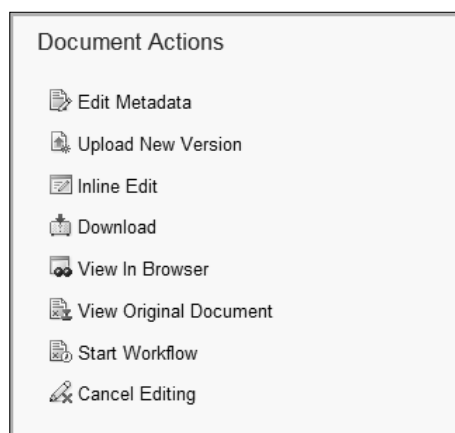 Document Actions
Edit Metadata
Upload New Version
Inline Edit
Download
View In Browser
View Original Document
Start Workflow
Cancel Editing